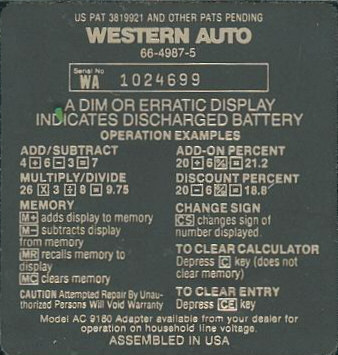 US PAT 3819921 AND OTHER PATS PENDING
WESTERN AUTO
66-4987-5
Serial No
WA 1024699
A DIM OR ERRATIC DISPLAY
INDICATES DISCHARGED BATTERY
OPERATION EXAMPLES
ADD/SUBTRACT
4 + 6 − 3 = 7
MULTIPLY/DIVIDE
26 X 3 ÷ 8 = 9.75
MEMORY
M+ adds display to memory
M− subtracts display
from memory
MR recalls memory to
display
MC clears memory
CAUTION Attempted Repair By Unau-
thorized Persons Will Void Warranty
ADD-ON PERCENT
20 + 6 % = 21.2
DISCOUNT PERCENT
20 − 6 % = 18.8
CHANGE SIGN
CS changes sign of
number displayed.
TO CLEAR CALCULATOR
Depress C key (does not
clear memory)
TO CLEAR ENTRY
Depress CE key
Model AC 9180 Adapter available from your dealer for
operation on household line voltage.
ASSEMBLED IN USA